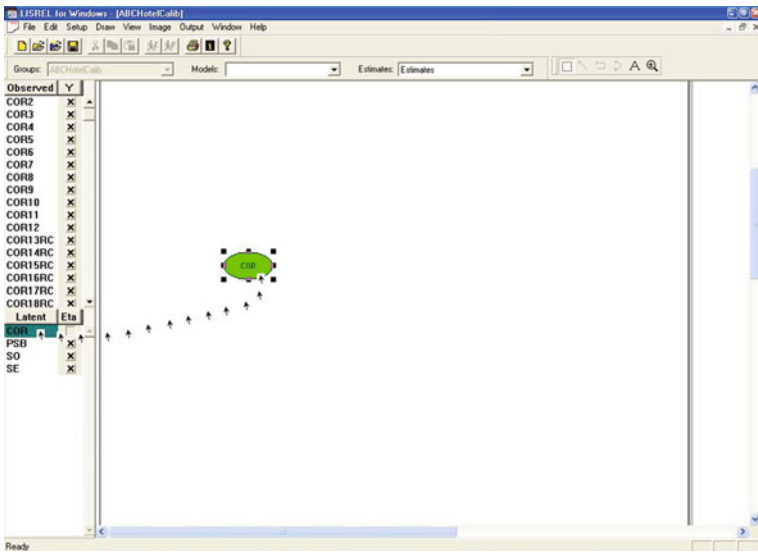 LISREL for Windows - [ABCHotelCalib]
File Edit Setup Draw View Image Output Window Help
Groups: ABCHotelCalib Models: Estimates: Estimates
Observed Y
COR2
COR3
COR4
COR5
COR6
COR7
COR8
COR9
COR10
COR11
COR12
COR13RC
COR14RC
COR15RC
COR16RC
COR17RC
COR18RC
Latent Eta
COR
PSB
SO
SE
COR
Ready